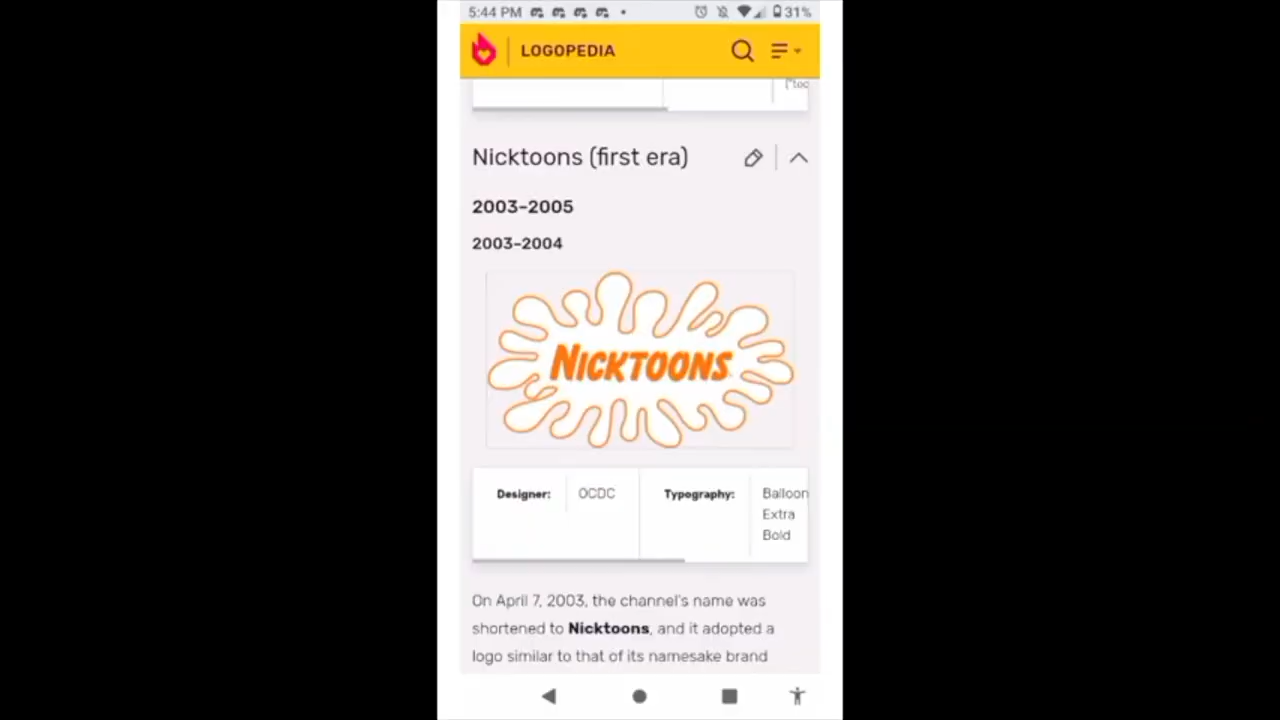 5:44 PM 31%
LOGOPEDIA
Nicktoons (first era)
2003-2005
2003-2004
NICKTOONS
Designer: OCDC Typography: Balloon
Extra
Bold
On April 7, 2003, the channel's name was
shortened to Nicktoons, and it adopted a
logo similar to that of its namesake brand